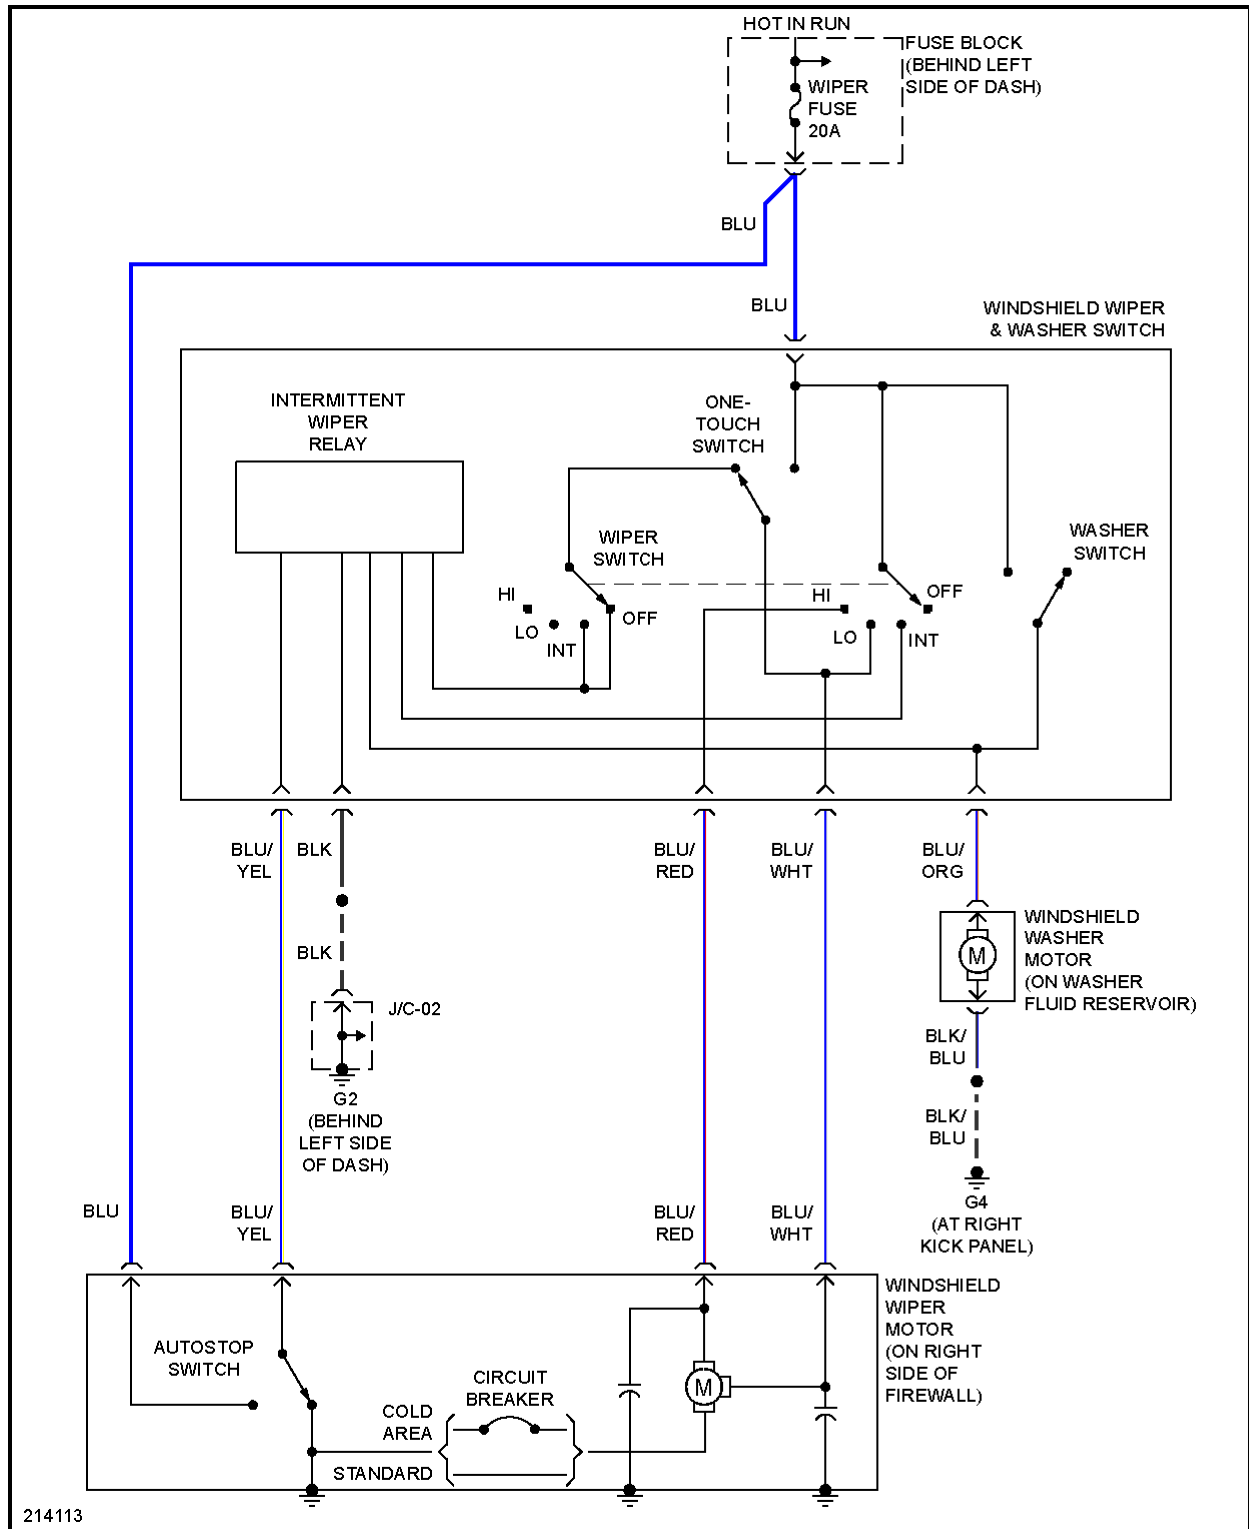 HOT IN RUN
FUSE BLOCK
(BEHIND LEFT
SIDE OF DASH)
WIPER
FUSE
20A
BLU
BLU
WINDSHIELD WIPER
& WASHER SWITCH
INTERMITTENT
WIPER
RELAY
ONE-
TOUCH
SWITCH
WIPER
SWITCH
WASHER
SWITCH
HI
LO
INT
OFF
HI
LO
INT
OFF
BLU/
YEL
BLK
BLU/
RED
BLU/
WHT
BLU/
ORG
BLK
J/C-02
G2
(BEHIND
LEFT SIDE
OF DASH)
WINDSHIELD
WASHER
MOTOR
(ON WASHER
FLUID RESERVOIR)
M
BLK/
BLU
BLK/
BLU
G4
(AT RIGHT
KICK PANEL)
BLU
BLU/
YEL
BLU/
RED
BLU/
WHT
WINDSHIELD
WIPER
MOTOR
(ON RIGHT
SIDE OF
FIREWALL)
AUTOSTOP
SWITCH
CIRCUIT
BREAKER
COLD
AREA
STANDARD
M
214113